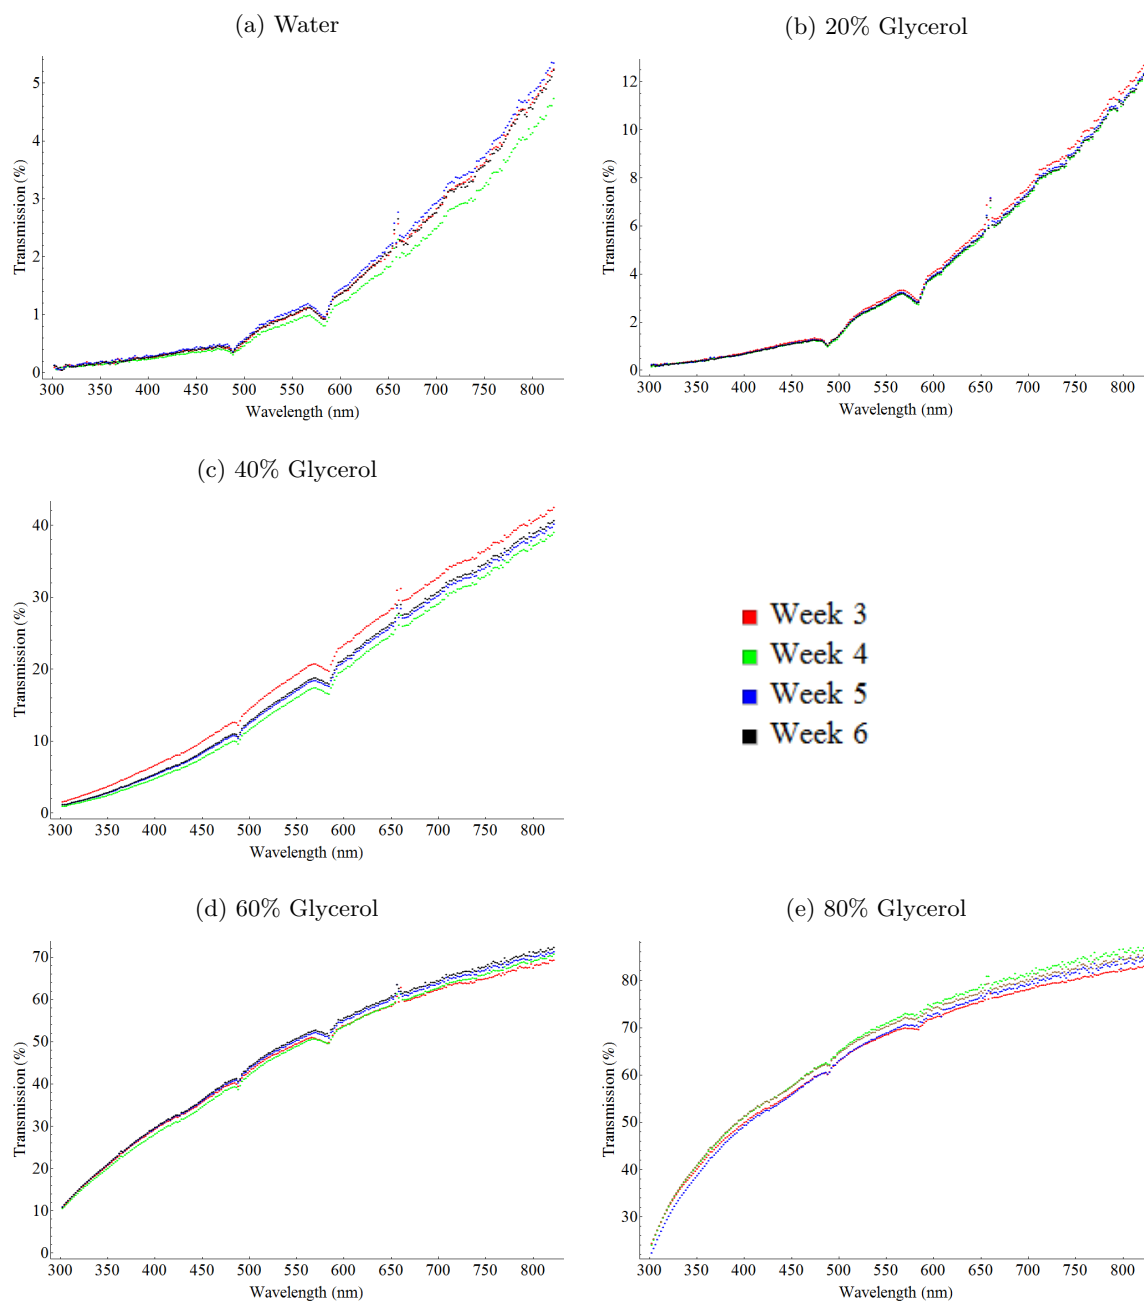 (a) Water
(b) 20% Glycerol
Transmission (%)
5
4
3
2
1
0
300 350 400 450 500 550 600 650 700 750 800
Wavelength (nm)
Transmission (%)
12
10
8
6
4
2
0
300 350 400 450 500 550 600 650 700 750 800
Wavelength (nm)
(c) 40% Glycerol
Transmission (%)
40
30
20
10
0
300 350 400 450 500 550 600 650 700 750 800
Wavelength (nm)
Week 3
Week 4
Week 5
Week 6
(d) 60% Glycerol
(e) 80% Glycerol
Transmission (%)
70
60
50
40
30
20
10
0
300 350 400 450 500 550 600 650 700 750 800
Wavelength (nm)
Transmission (%)
80
70
60
50
40
30
300 350 400 450 500 550 600 650 700 750 800
Wavelength (nm)